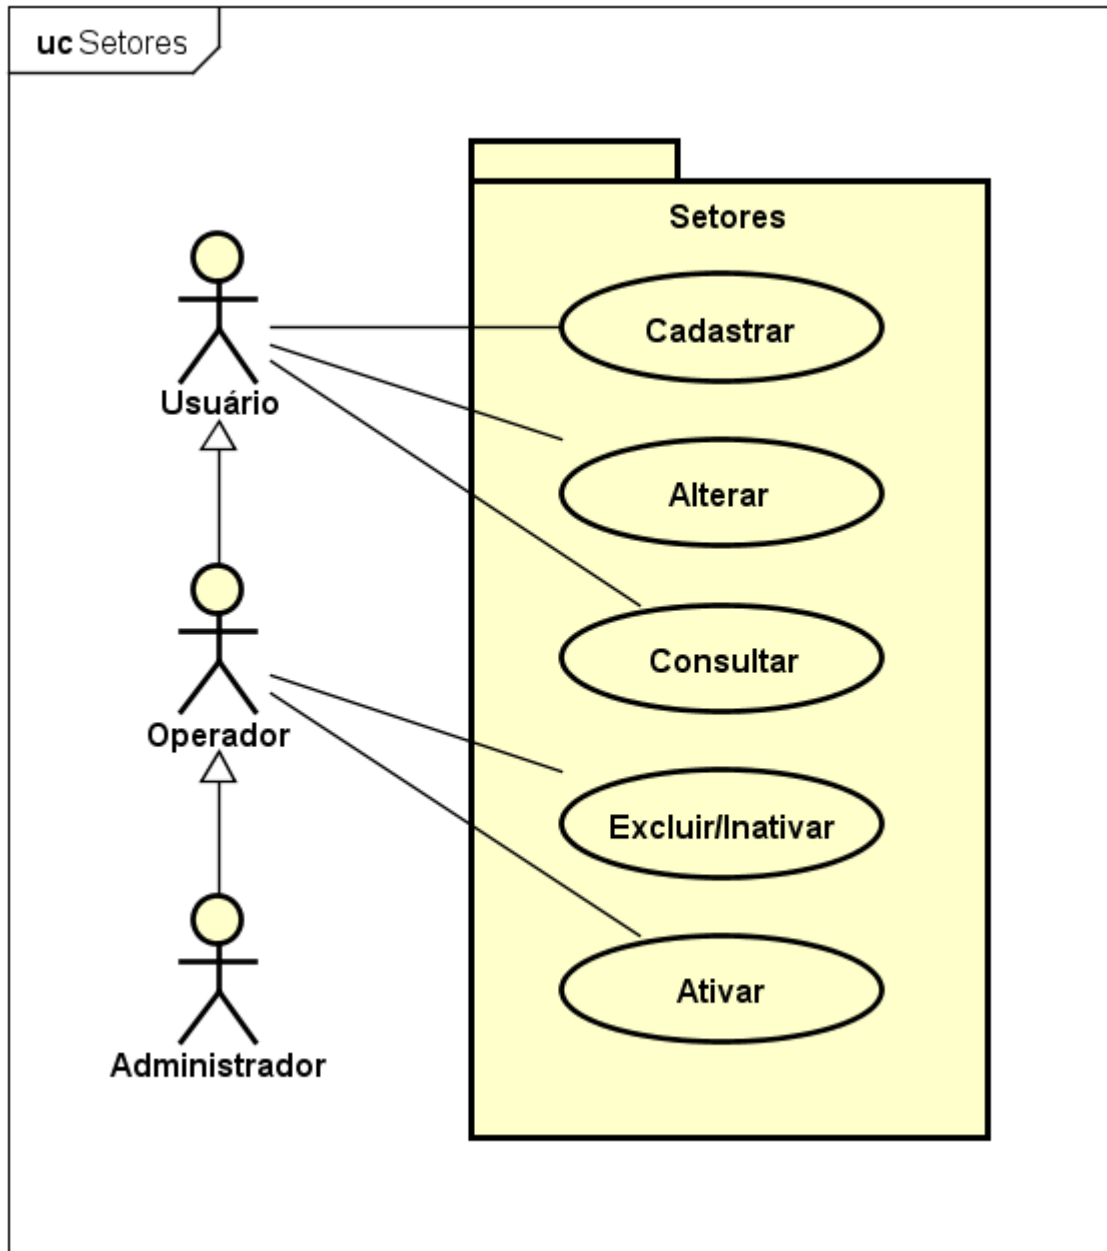 uc Setores
Setores
Cadastrar
Usuário
Alterar
Consultar
Operador
Excluir/Inativar
Ativar
Administrador